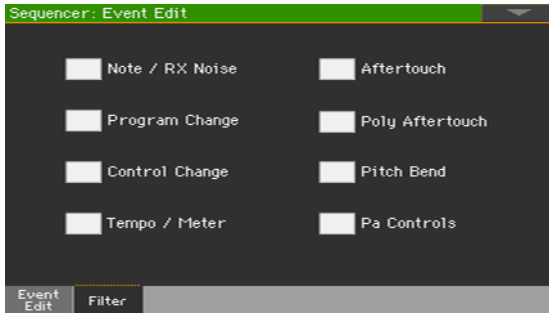 Sequencer: Event Edit
Note / RX Noise
Aftertouch
Program Change
Poly Aftertouch
Control Change
Pitch Bend
Tempo / Meter
Pa Controls
Event
Edit
Filter